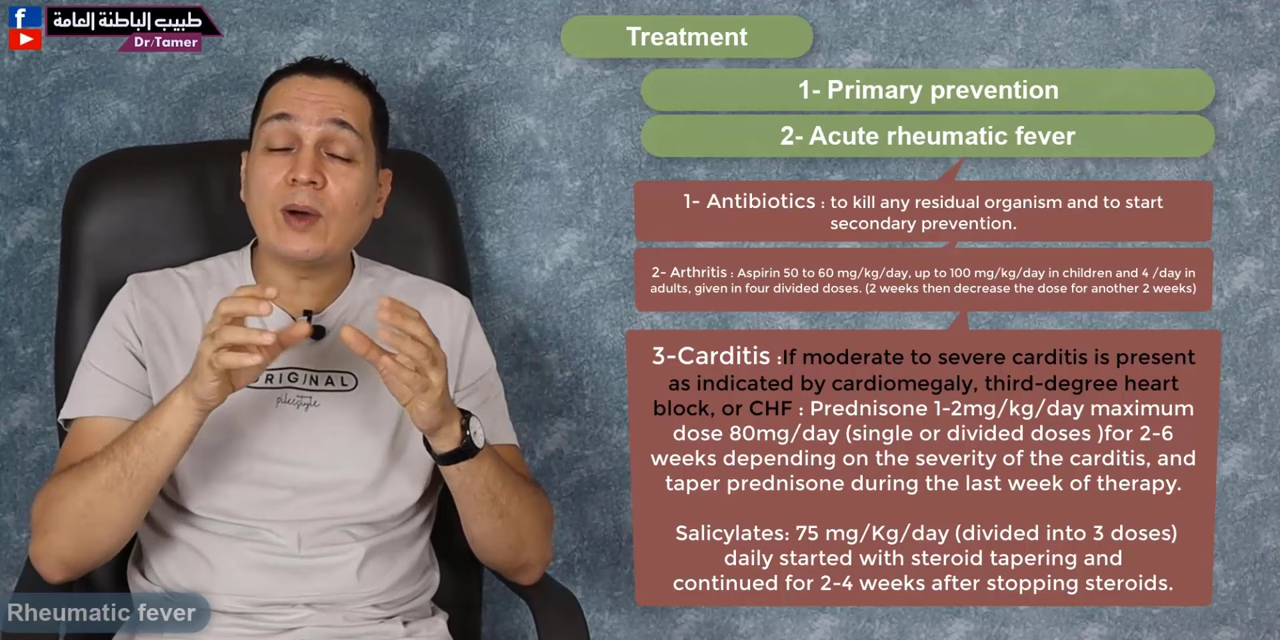 f طبيب الباطنة العامة
Dr/Tamer
Treatment
1- Primary prevention
2- Acute rheumatic fever
1- Antibiotics : to kill any residual organism and to start
secondary prevention.
2- Arthritis : Aspirin 50 to 60 mg/kg/day, up to 100 mg/kg/day in children and 4 /day in
adults, given in four divided doses. (2 weeks then decrease the dose for another 2 weeks)
3-Carditis :If moderate to severe carditis is present
as indicated by cardiomegaly, third-degree heart
block, or CHF : Prednisone 1-2mg/kg/day maximum
dose 80mg/day (single or divided doses )for 2-6
weeks depending on the severity of the carditis, and
taper prednisone during the last week of therapy.
Salicylates: 75 mg/Kg/day (divided into 3 doses)
daily started with steroid tapering and
continued for 2-4 weeks after stopping steroids.
ORIGINAL
Rheumatic fever